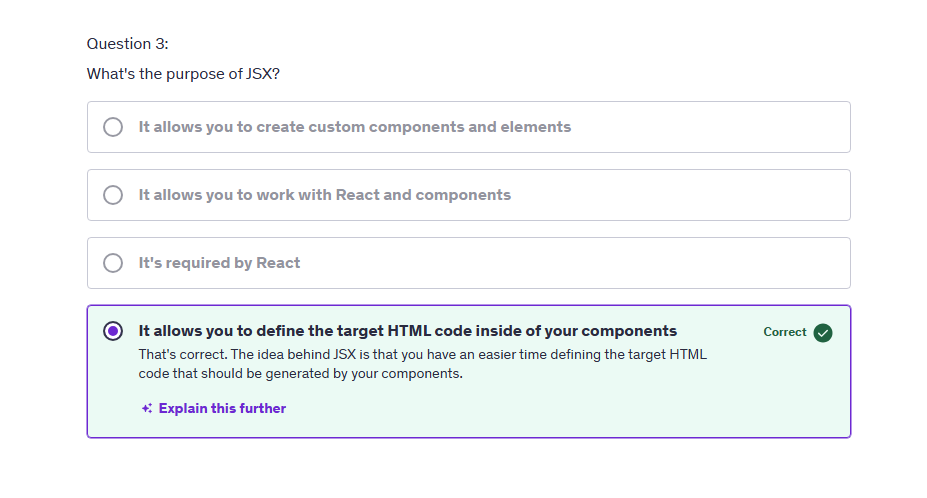 Question 3:
What's the purpose of JSX?
It allows you to create custom components and elements
It allows you to work with React and components
It's required by React
It allows you to define the target HTML code inside of your components
Correct
That's correct. The idea behind JSX is that you have an easier time defining the target HTML
code that should be generated by your components.
Explain this further